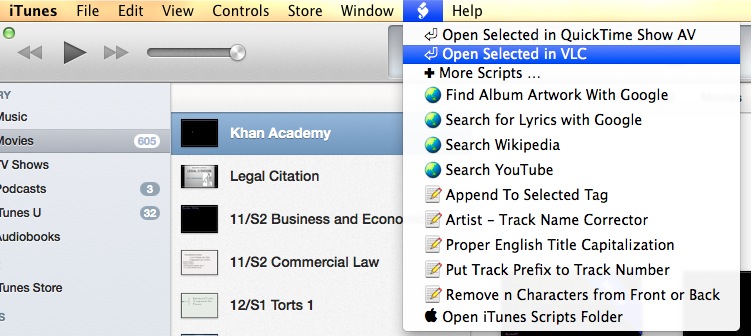 iTunes File Edit View Controls Store Window Help
Open Selected in QuickTime Show AV
Open Selected in VLC
More Scripts ...
Find Album Artwork With Google
Search for Lyrics with Google
Search Wikipedia
Search YouTube
Append To Selected Tag
Artist - Track Name Corrector
Proper English Title Capitalization
Put Track Prefix to Track Number
Remove n Characters from Front or Back
Open iTunes Scripts Folder
RY
Music
Movies 605
TV Shows
Podcasts 3
iTunes U 32
Audiobooks
iTunes Store
S
Khan Academy
Legal Citation
11/S2 Business and Econo
11/S2 Commercial Law
12/S1 Torts 1